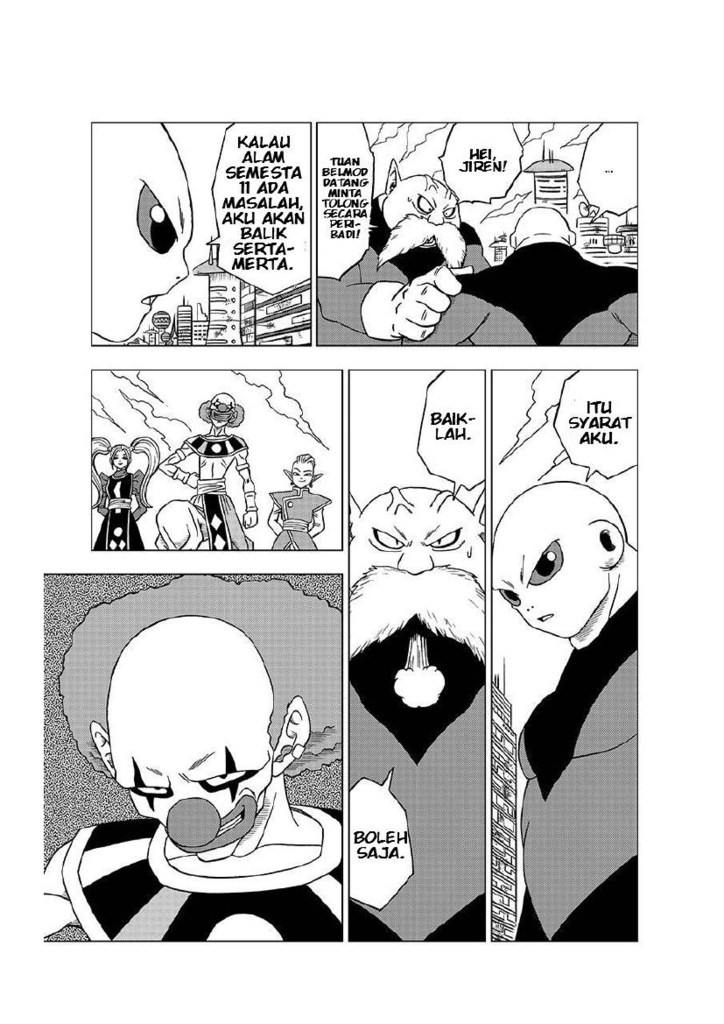 ...
HEI,
JIREN!
TUAN
BELMOD
DATANG
MINTA
TOLONG
SECARA
PERI-
BADI!
KALAU
ALAM
SEMESTA
11 ADA
MASALAH,
AKU AKAN
BALIK
SERTA-
MERTA.
ITU
SYARAT
AKU.
BAIK-
LAH.
BOLEH
SAJA.